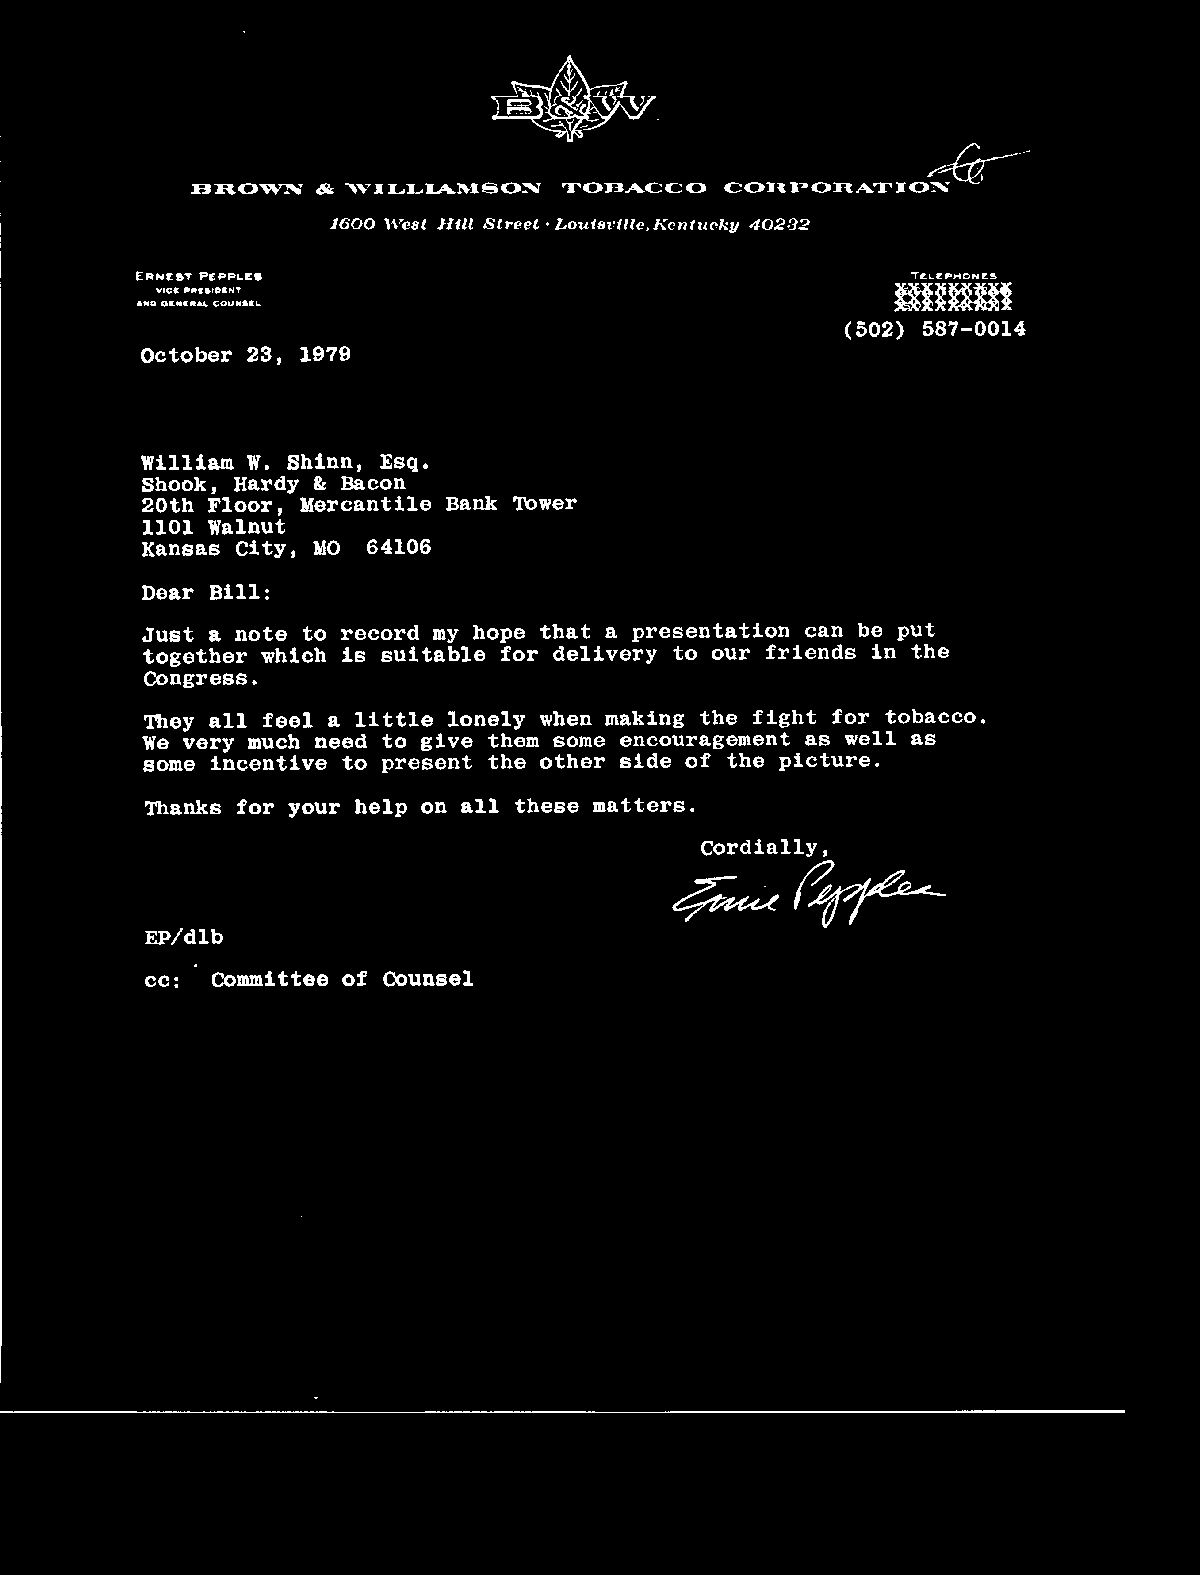 B&W
BROWN & WILLIAMSON TOBACCO CORPORATION
1600 West Hill Street · Louisville, Kentucky 40232
ERNEST PEPPLES
VICE PRESIDENT
AND GENERAL COUNSEL
TELEPHONES
(502) 587-0014
October 23, 1979
William W. Shinn, Esq.
Shook, Hardy & Bacon
20th Floor, Mercantile Bank Tower
1101 Walnut
Kansas City, MO 64106
Dear Bill:
Just a note to record my hope that a presentation can be put
together which is suitable for delivery to our friends in the
Congress.
They all feel a little lonely when making the fight for tobacco.
We very much need to give them some encouragement as well as
some incentive to present the other side of the picture.
Thanks for your help on all these matters.
Cordially,
Ernie Pepples
EP/dlb
cc: Committee of Counsel